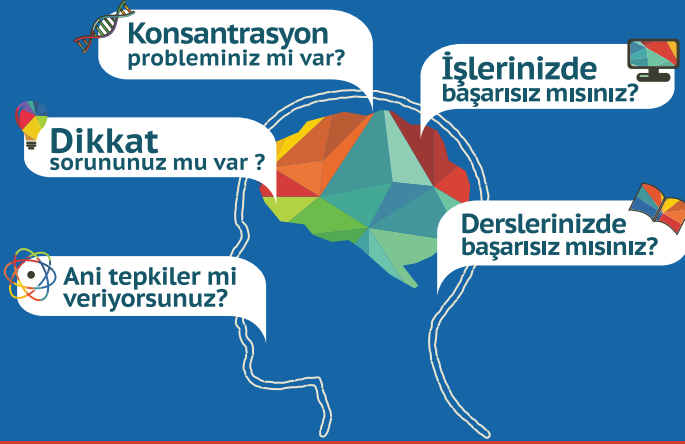 Konsantrasyon
probleminiz mi var?
İşlerinizde
başarısız mısınız?
Dikkat
sorununuz mu var ?
Derslerinizde
başarısız mısınız?
Ani tepkiler mi
veriyorsunuz?